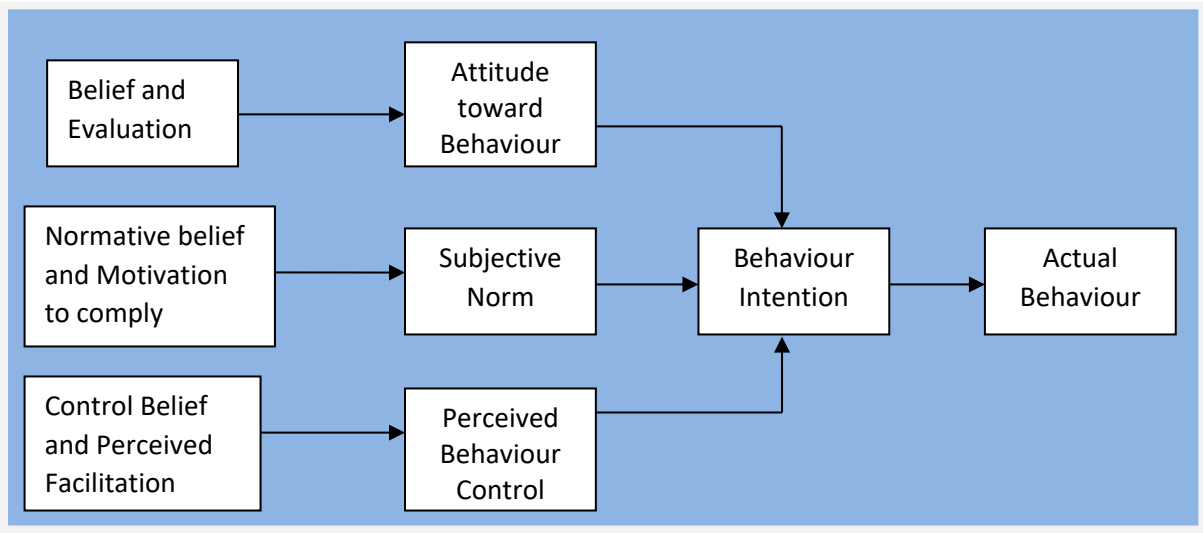 Belief and
Evaluation
Attitude
toward
Behaviour
Normative belief
and Motivation
to comply
Subjective
Norm
Behaviour
Intention
Actual
Behaviour
Control Belief
and Perceived
Facilitation
Perceived
Behaviour
Control